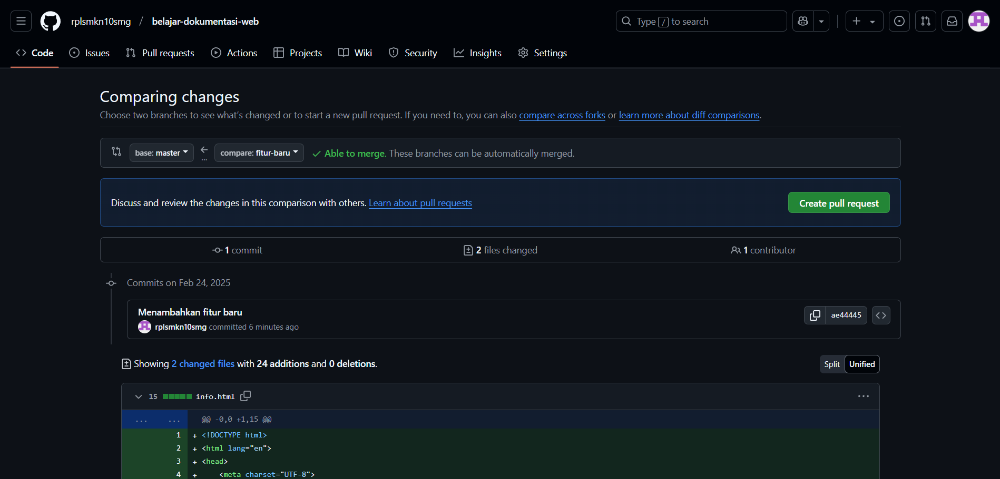 rplsmkn10smg / belajar-dokumentasi-web
Type / to search
Code Issues Pull requests Actions Projects Wiki Security Insights Settings
Comparing changes
Choose two branches to see what's changed or to start a new pull request. If you need to, you can also compare across forks or learn more about diff comparisons.
base: master ← compare: fitur-baru ✓ Able to merge. These branches can be automatically merged.
...
Discuss and review the changes in this comparison with others. Learn about pull requests
Create pull request
1 commit 2 files changed 1 contributor
Commits on Feb 24, 2025
Menambahkan fitur baru
ae44445 <>
rplsmkn10smg committed 6 minutes ago
Showing 2 changed files with 24 additions and 0 deletions.
Split Unified
15 info.html ...
... ... @@ -0,0 +1,15 @@
1 + <!DOCTYPE html>
2 + <html lang="en">
3 + <head>
4 + <meta charset="UTF-8">